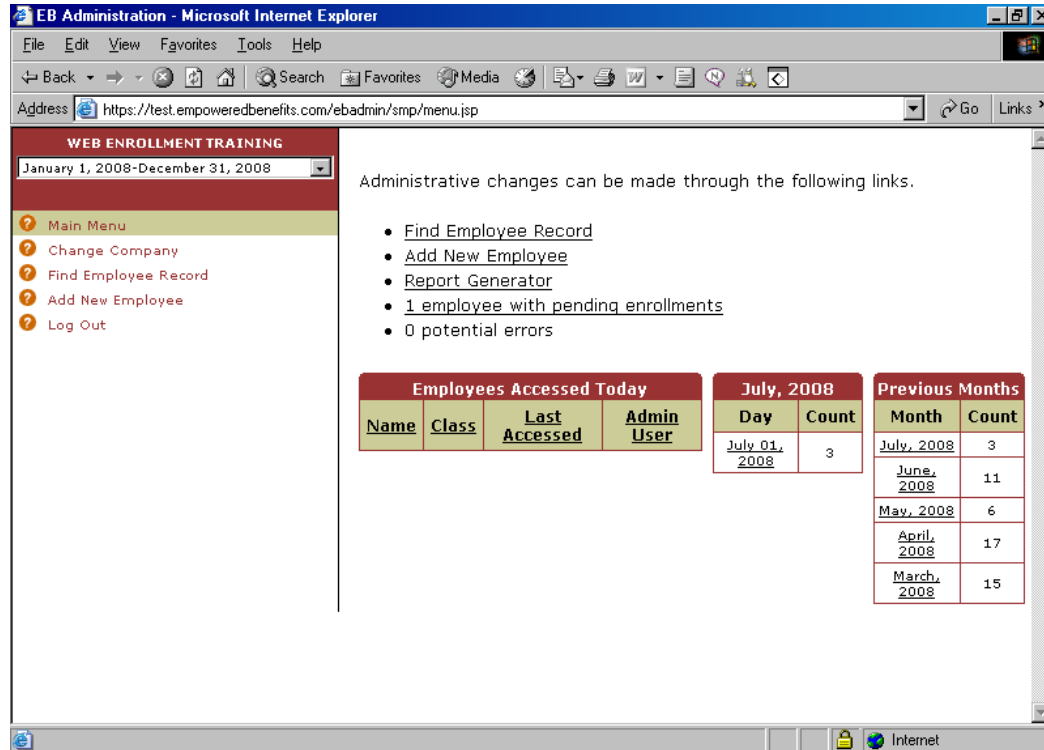 EB Administration - Microsoft Internet Explorer
File Edit View Favorites Tools Help
Back Search Favorites Media
Address https://test.empoweredbenefits.com/ebadmin/smp/menu.jsp Go Links
WEB ENROLLMENT TRAINING
January 1, 2008-December 31, 2008
Main Menu
Change Company
Find Employee Record
Add New Employee
Log Out
Administrative changes can be made through the following links.
Find Employee Record
Add New Employee
Report Generator
1 employee with pending enrollments
0 potential errors
Employees Accessed Today
Name Class Last Accessed Admin User
July, 2008
Day Count
July 01, 2008 3
Previous Months
Month Count
July, 2008 3
June, 2008 11
May, 2008 6
April, 2008 17
March, 2008 15
Internet